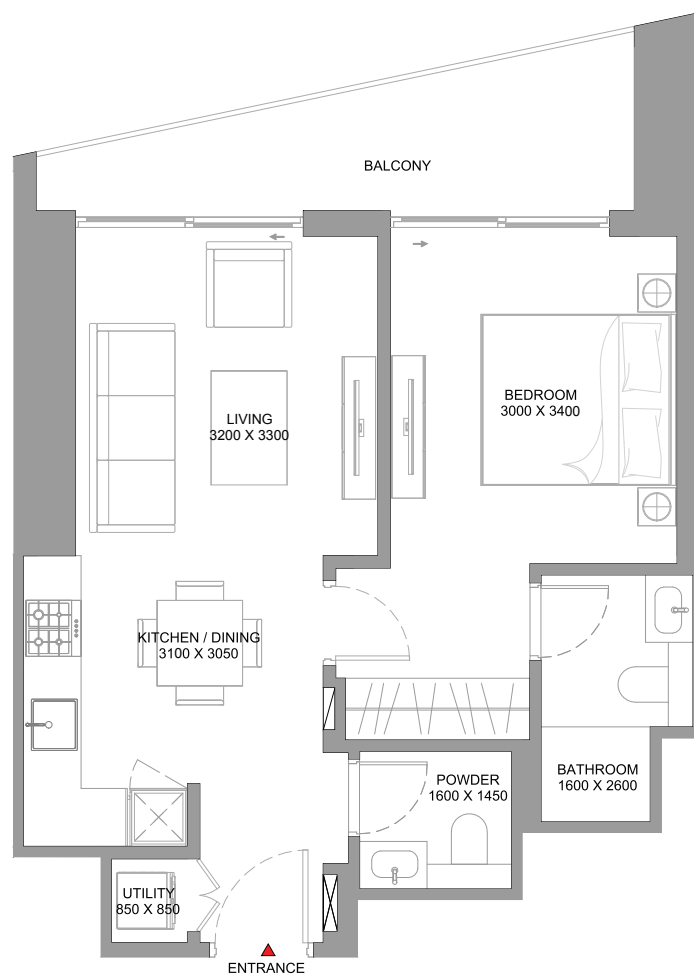 BALCONY
LIVING
3200 X 3300
BEDROOM
3000 X 3400
KITCHEN / DINING
3100 X 3050
POWDER
1600 X 1450
BATHROOM
1600 X 2600
UTILITY
850 X 850
ENTRANCE